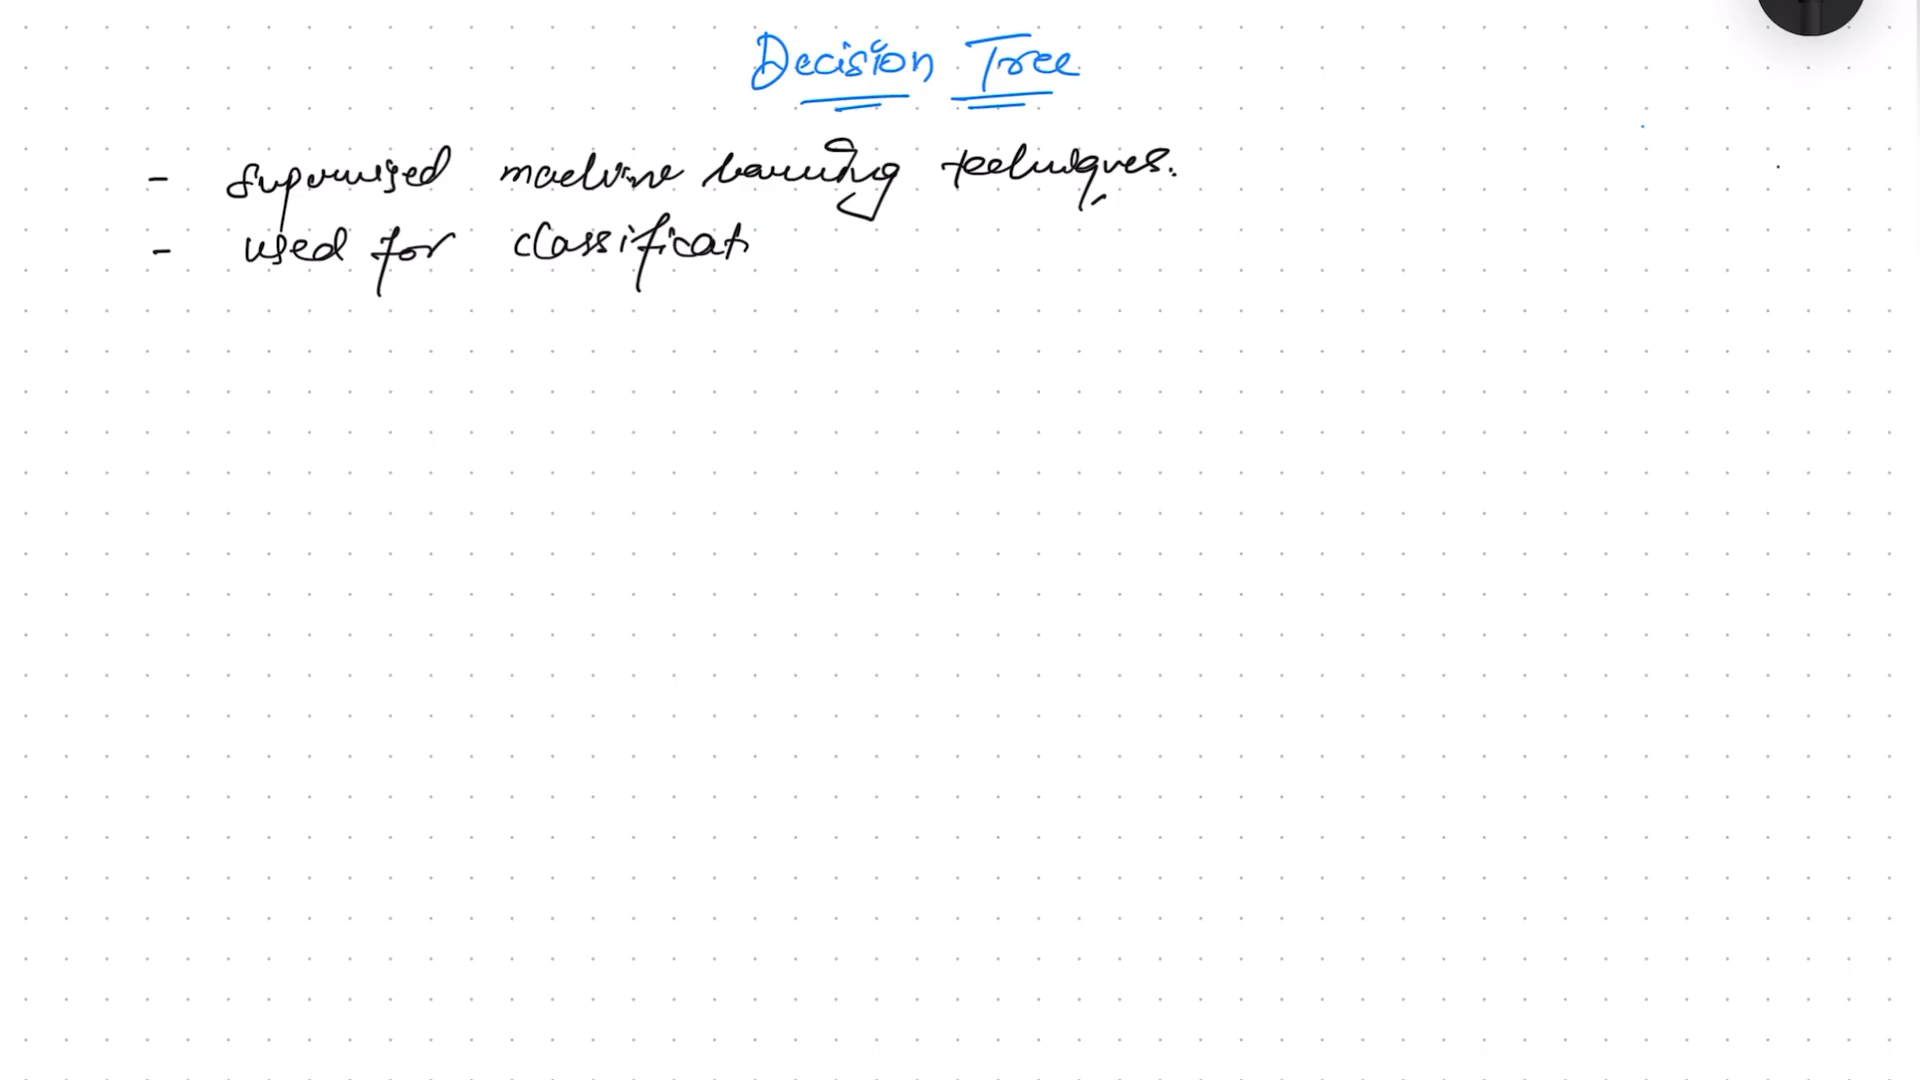 Decision Tree
- Supervised machine learning techniques.
- used for classificat